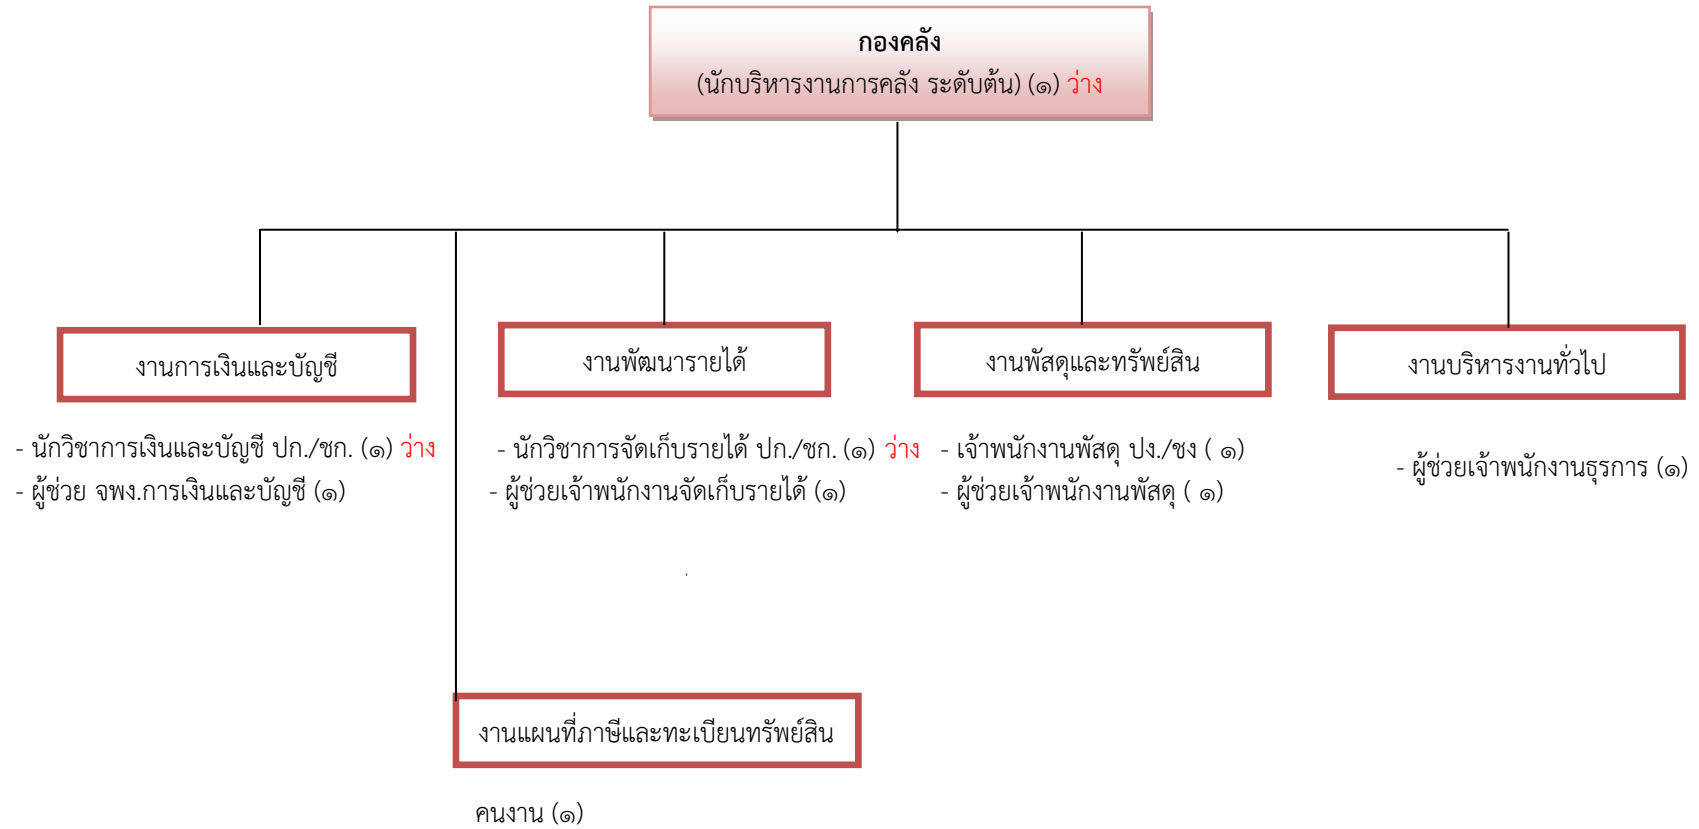 กองคลัง
(นักบริหารงานการคลัง ระดับต้น) (๑) ว่าง
งานการเงินและบัญชี
- นักวิชาการเงินและบัญชี ปก./ชก. (๑) ว่าง
- ผู้ช่วย จพง.การเงินและบัญชี (๑)
งานพัฒนารายได้
- นักวิชาการจัดเก็บรายได้ ปก./ชก. (๑) ว่าง
- ผู้ช่วยเจ้าพนักงานจัดเก็บรายได้ (๑)
งานพัสดุและทรัพย์สิน
- เจ้าพนักงานพัสดุ ปง./ชง ( ๑)
- ผู้ช่วยเจ้าพนักงานพัสดุ ( ๑)
งานบริหารงานทั่วไป
- ผู้ช่วยเจ้าพนักงานธุรการ (๑)
งานแผนที่ภาษีและทะเบียนทรัพย์สิน
คนงาน (๑)